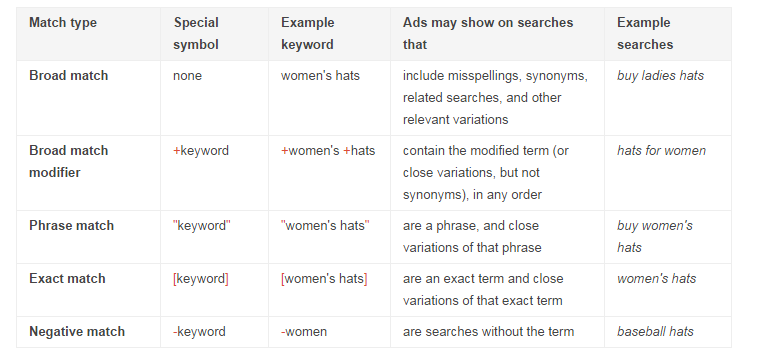 Match type Special symbol Example keyword Ads may show on searches that Example searches
Broad match none women's hats include misspellings, synonyms, related searches, and other relevant variations buy ladies hats
Broad match modifier +keyword +women's +hats contain the modified term (or close variations, but not synonyms), in any order hats for women
Phrase match "keyword" "women's hats" are a phrase, and close variations of that phrase buy women's hats
Exact match [keyword] [women's hats] are an exact term and close variations of that exact term women's hats
Negative match -keyword -women are searches without the term baseball hats